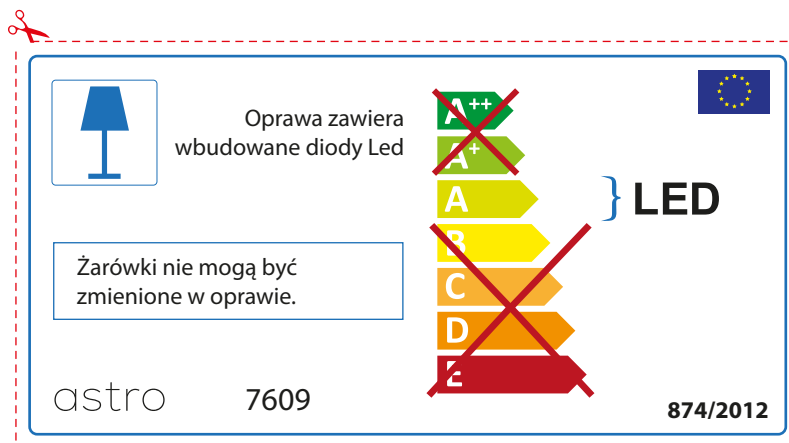 Oprawa zawiera
wbudowane diody Led
A++
A+
A
B
C
D
E
LED
Żarówki nie mogą być
zmienione w oprawie.
astro
7609
874/2012